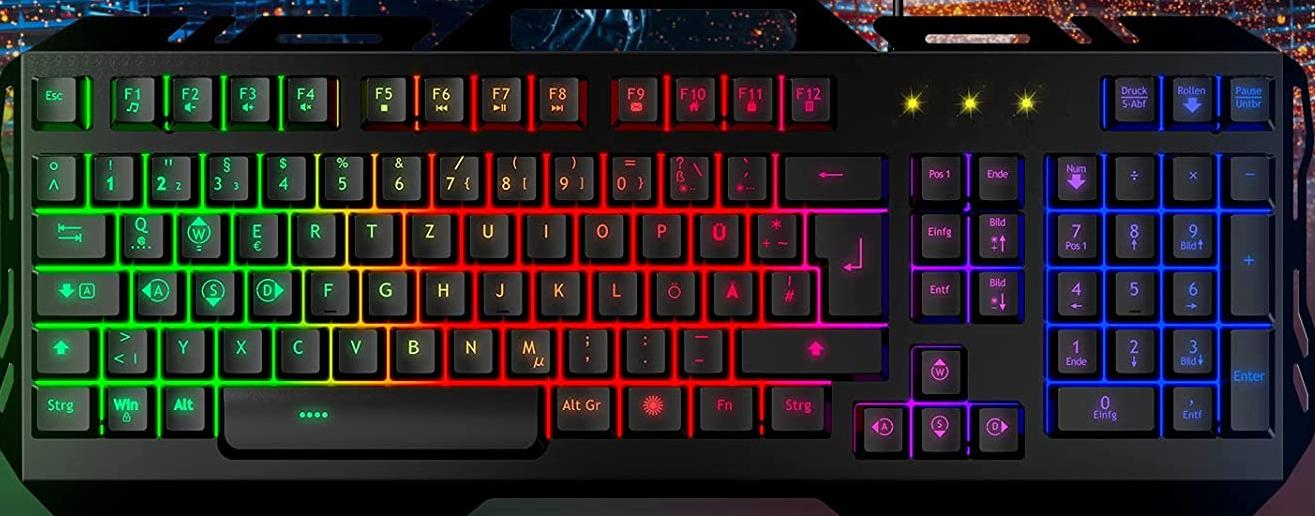 Esc F1 F2 F3 F4 F5 F6 F7 F8 F9 F10 F11 F12 Druck Rollen Pause
S-Abf Untbr
° ! " § $ % & / ( ) = ? ` Pos 1 Ende Num ÷ × −
^ 1 2 ² 3 ³ 4 5 6 7 { 8 [ 9 ] 0 } ß \ ´
Q W E R T Z U I O P Ü * Einfg Bild 7 8 9 +
@ € + ~ Pos 1 Bild
A S D F G H J K L Ö Ä ' Entf Bild 4 5 6
A #
> Y X C V B N M ; : _ 1 2 3 Enter
< | µ , . - W Ende Bild
Strg Win Alt Alt Gr Fn Strg A S D 0 ,
Einfg Entf